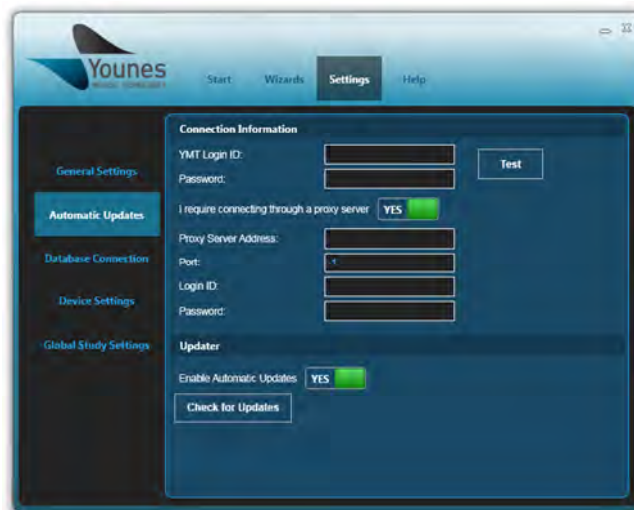 Younes
Start Wizards Settings Help
Connection Information
YMT Login ID:
Test
Password:
General Settings
I require connecting through a proxy server YES
Automatic Updates
Proxy Server Address:
Database Connection
Port:
Login ID:
Device Settings
Password:
Global Study Settings
Updater
Enable Automatic Updates YES
Check for Updates